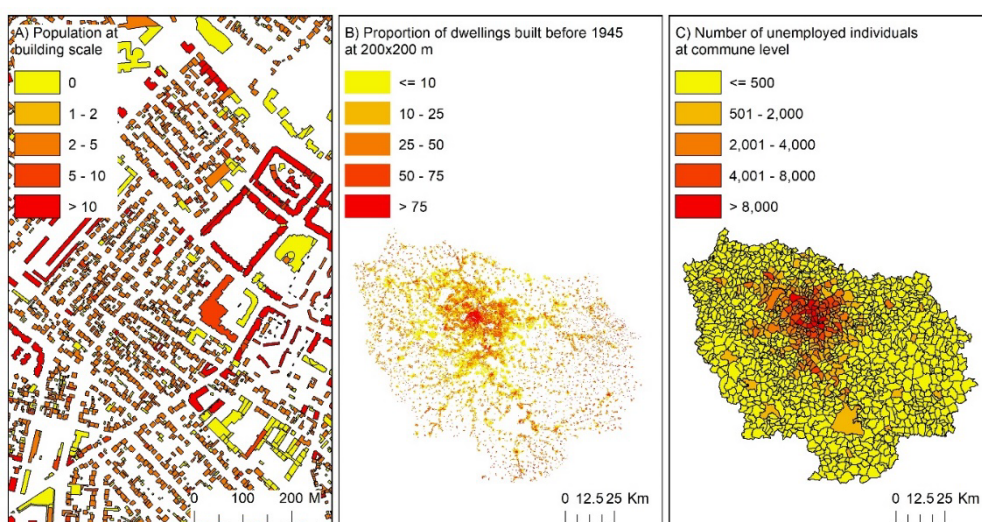 A) Population at
building scale
0
1 - 2
2 - 5
5 - 10
> 10
0 100 200 M
B) Proportion of dwellings built before 1945
at 200x200 m
<= 10
10 - 25
25 - 50
50 - 75
> 75
0 12.5 25 Km
C) Number of unemployed individuals
at commune level
<= 500
501 - 2,000
2,001 - 4,000
4,001 - 8,000
> 8,000
0 12.5 25 Km